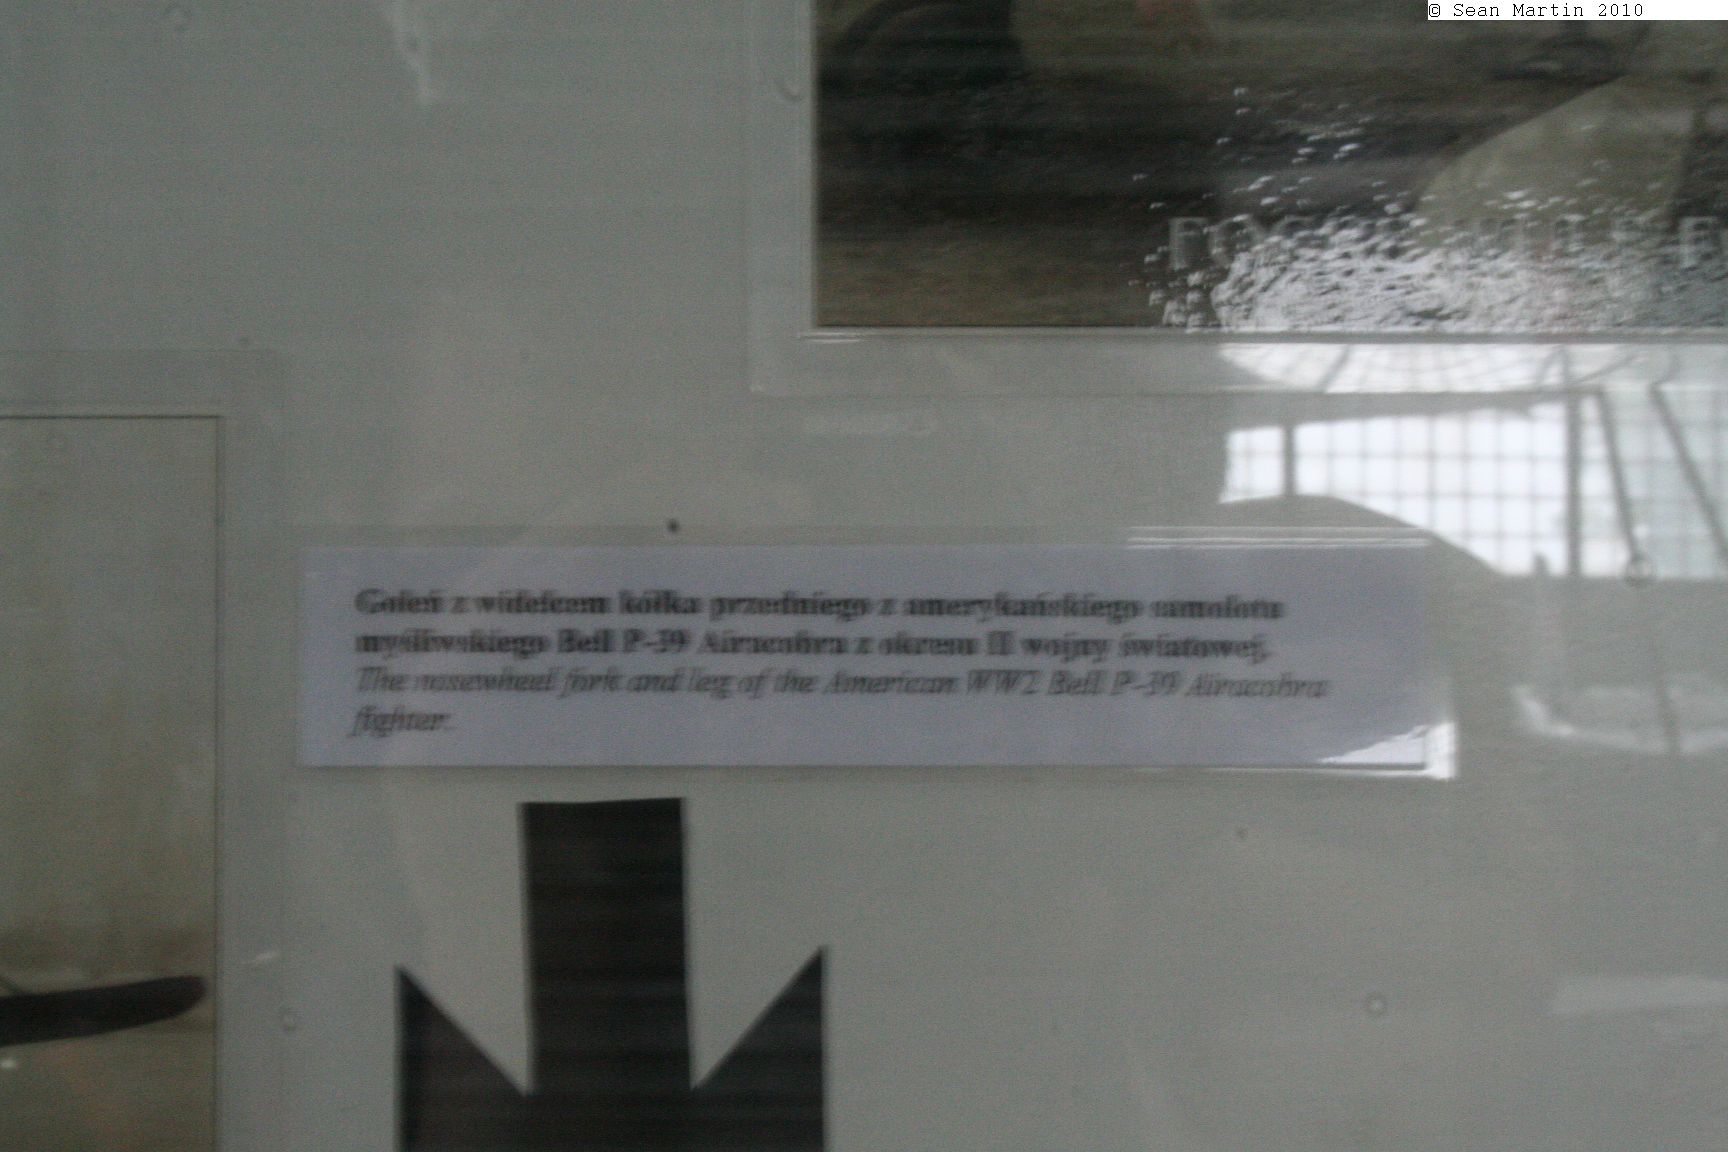 © Sean Martin 2010
Goleń z widelcem kółka przedniego z amerykańskiego samolotu
myśliwskiego Bell P-39 Airacobra z okresu II wojny światowej.
The nosewheel fork and leg of the American WW2 Bell P-39 Airacobra
fighter.